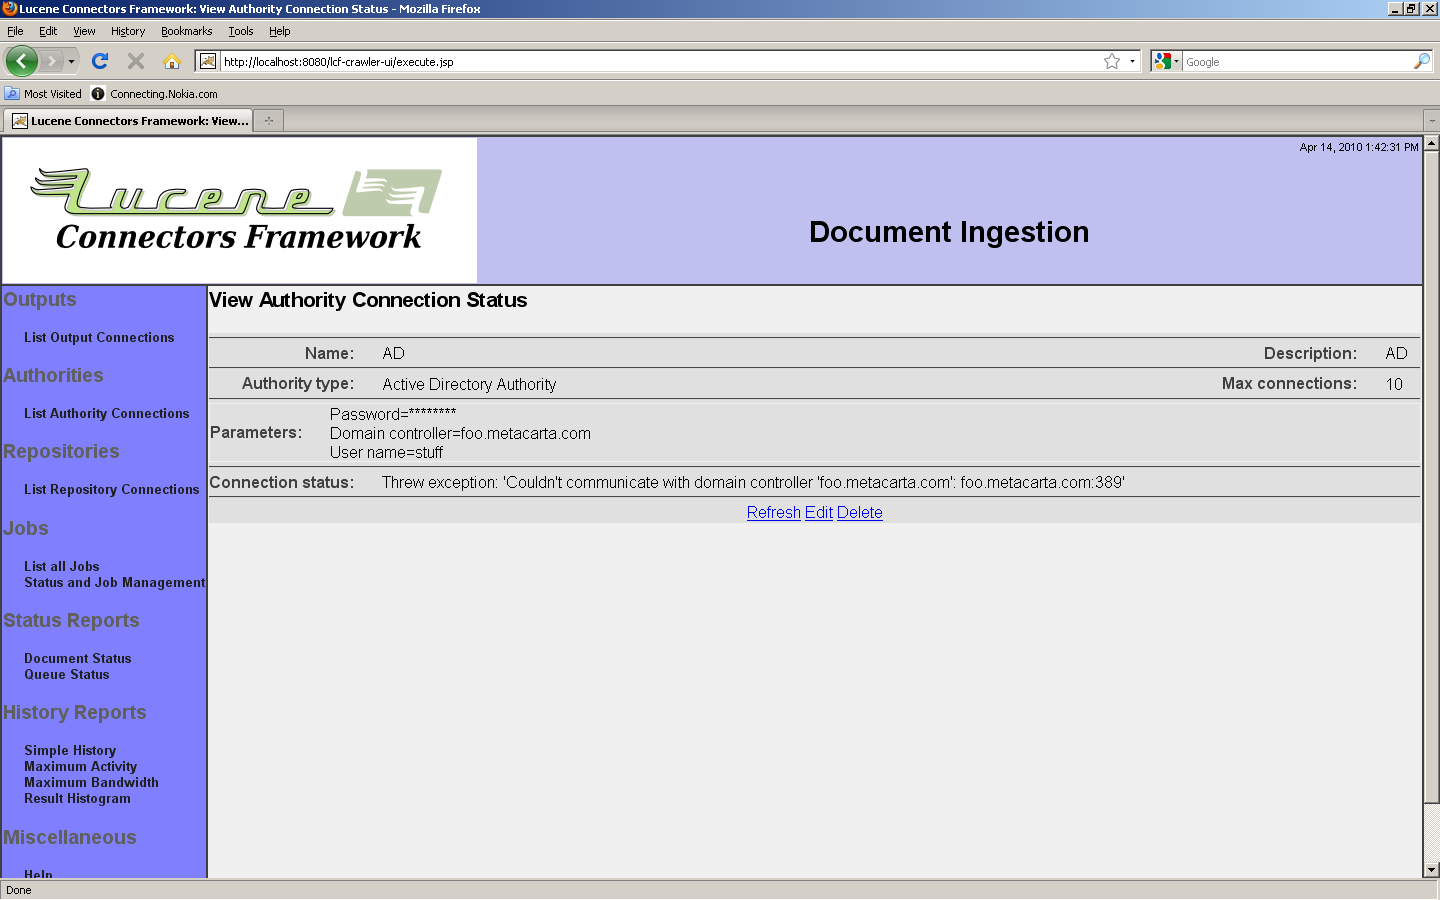 Lucene Connectors Framework: View Authority Connection Status - Mozilla Firefox
File Edit View History Bookmarks Tools Help
http://localhost:8080/lcf-crawler-ui/execute.jsp
Google
Most Visited Connecting.Nokia.com
Lucene Connectors Framework: View...
Apr 14, 2010 1:42:31 PM
Lucene
Connectors Framework
Document Ingestion
Outputs
List Output Connections
Authorities
List Authority Connections
Repositories
List Repository Connections
Jobs
List all Jobs
Status and Job Management
Status Reports
Document Status
Queue Status
History Reports
Simple History
Maximum Activity
Maximum Bandwidth
Result Histogram
Miscellaneous
Help
View Authority Connection Status
Name: AD Description: AD
Authority type: Active Directory Authority Max connections: 10
Parameters:
Password=********
Domain controller=foo.metacarta.com
User name=stuff
Connection status: Threw exception: 'Couldn't communicate with domain controller 'foo.metacarta.com': foo.metacarta.com:389'
Refresh Edit Delete
Done